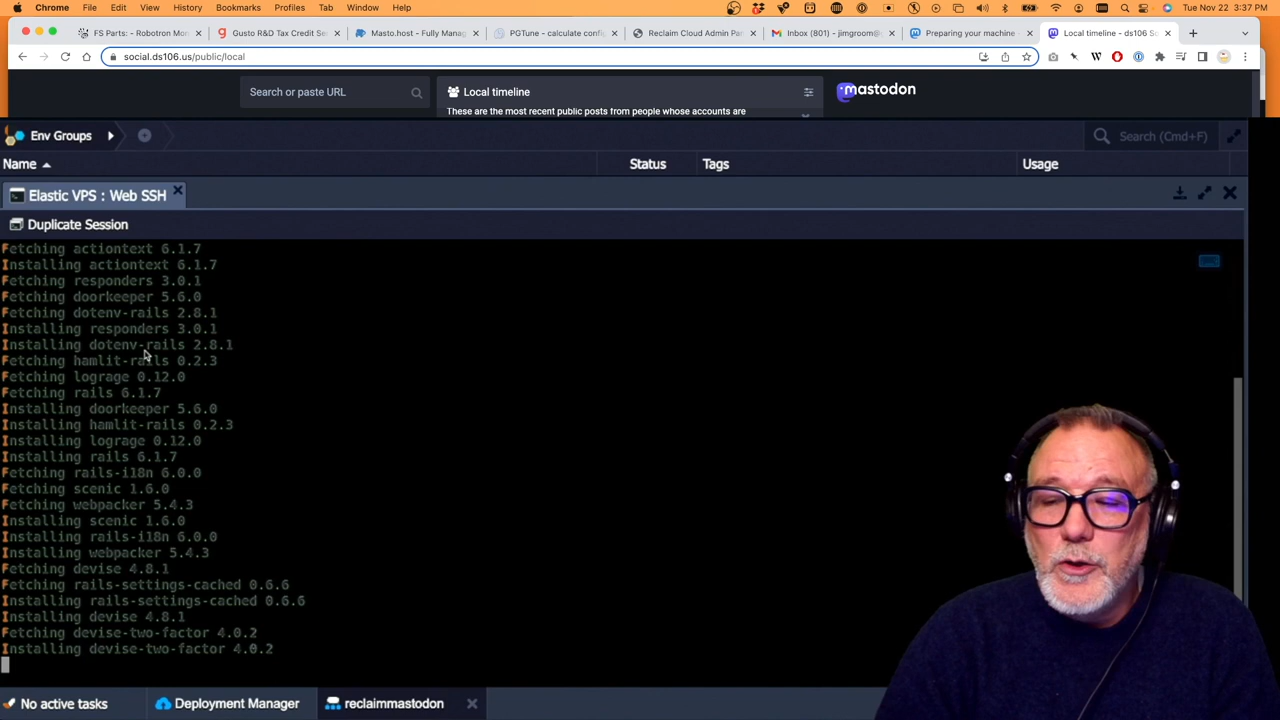 Chrome File Edit View History Bookmarks Profiles Tab Window Help Tue Nov 22 3:37 PM
FS Parts: - Robotron Mo Gusto R&D Tax Credit Se Masto.host - Fully Manag PGTune - calculate config Reclaim Cloud Admin Pan Inbox (801) - jimgroom@ Preparing your machine Local timeline - ds106 So
social.ds106.us/public/local
Search or paste URL Local timeline mastodon
These are the most recent public posts from people whose accounts are
Env Groups Search (Cmd+F)
Name Status Tags Usage
Elastic VPS : Web SSH
Duplicate Session
Fetching actiontext 6.1.7
Installing actiontext 6.1.7
Fetching responders 3.0.1
Fetching doorkeeper 5.6.0
Fetching dotenv-rails 2.8.1
Installing responders 3.0.1
Installing dotenv-rails 2.8.1
Fetching hamlit-rails 0.2.3
Fetching lograge 0.12.0
Fetching rails 6.1.7
Installing doorkeeper 5.6.0
Installing hamlit-rails 0.2.3
Installing lograge 0.12.0
Installing rails 6.1.7
Fetching rails-i18n 6.0.0
Fetching scenic 1.6.0
Fetching webpacker 5.4.3
Installing scenic 1.6.0
Installing rails-i18n 6.0.0
Installing webpacker 5.4.3
Fetching devise 4.8.1
Fetching rails-settings-cached 0.6.6
Installing rails-settings-cached 0.6.6
Installing devise 4.8.1
Fetching devise-two-factor 4.0.2
Installing devise-two-factor 4.0.2
No active tasks Deployment Manager reclaimmastodon